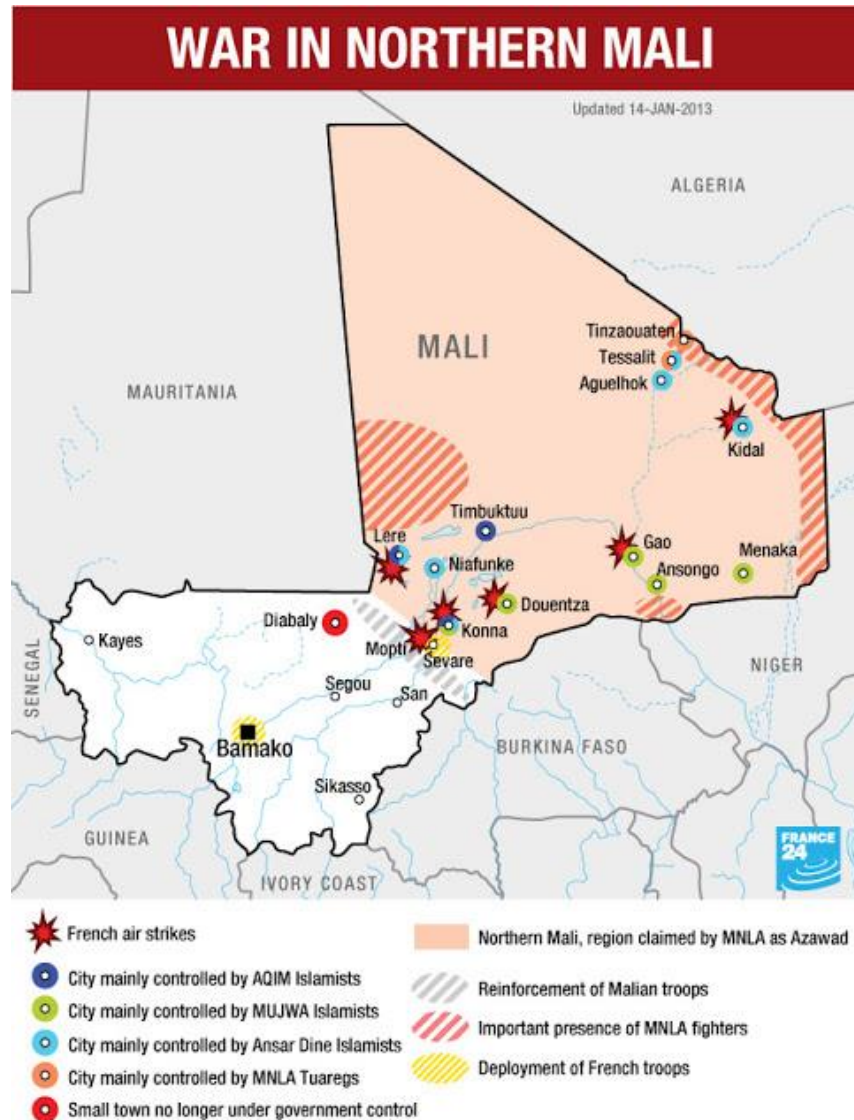 WAR IN NORTHERN MALI
Updated 14-JAN-2013
ALGERIA
MALI
Tinzaouaten
Tessalit
Aguelhok
MAURITANIA
Kidal
Timbuktuu
Lere
Gao
Menaka
Niafunke
Ansongo
Douentza
Diabaly
Konna
Kayes
Mopti
Sevare
SENEGAL
NIGER
Segou
San
Bamako
BURKINA FASO
Sikasso
GUINEA
IVORY COAST
FRANCE
24
French air strikes
City mainly controlled by AQIM Islamists
City mainly controlled by MUJWA Islamists
City mainly controlled by Ansar Dine Islamists
City mainly controlled by MNLA Tuaregs
Small town no longer under government control
Northern Mali, region claimed by MNLA as Azawad
Reinforcement of Malian troops
Important presence of MNLA fighters
Deployment of French troops